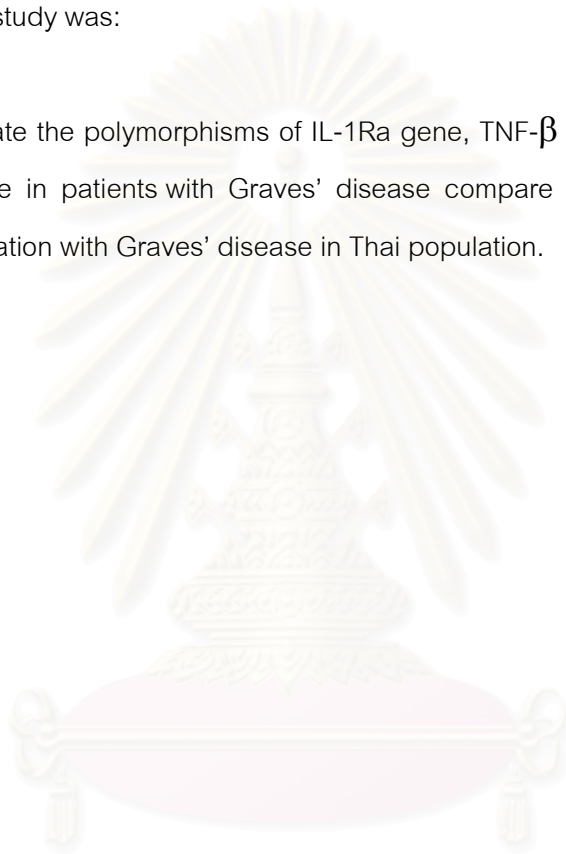 study was:
ate the polymorphisms of IL-1Ra gene, TNF-β
e in patients with Graves' disease compare
ation with Graves' disease in Thai population.